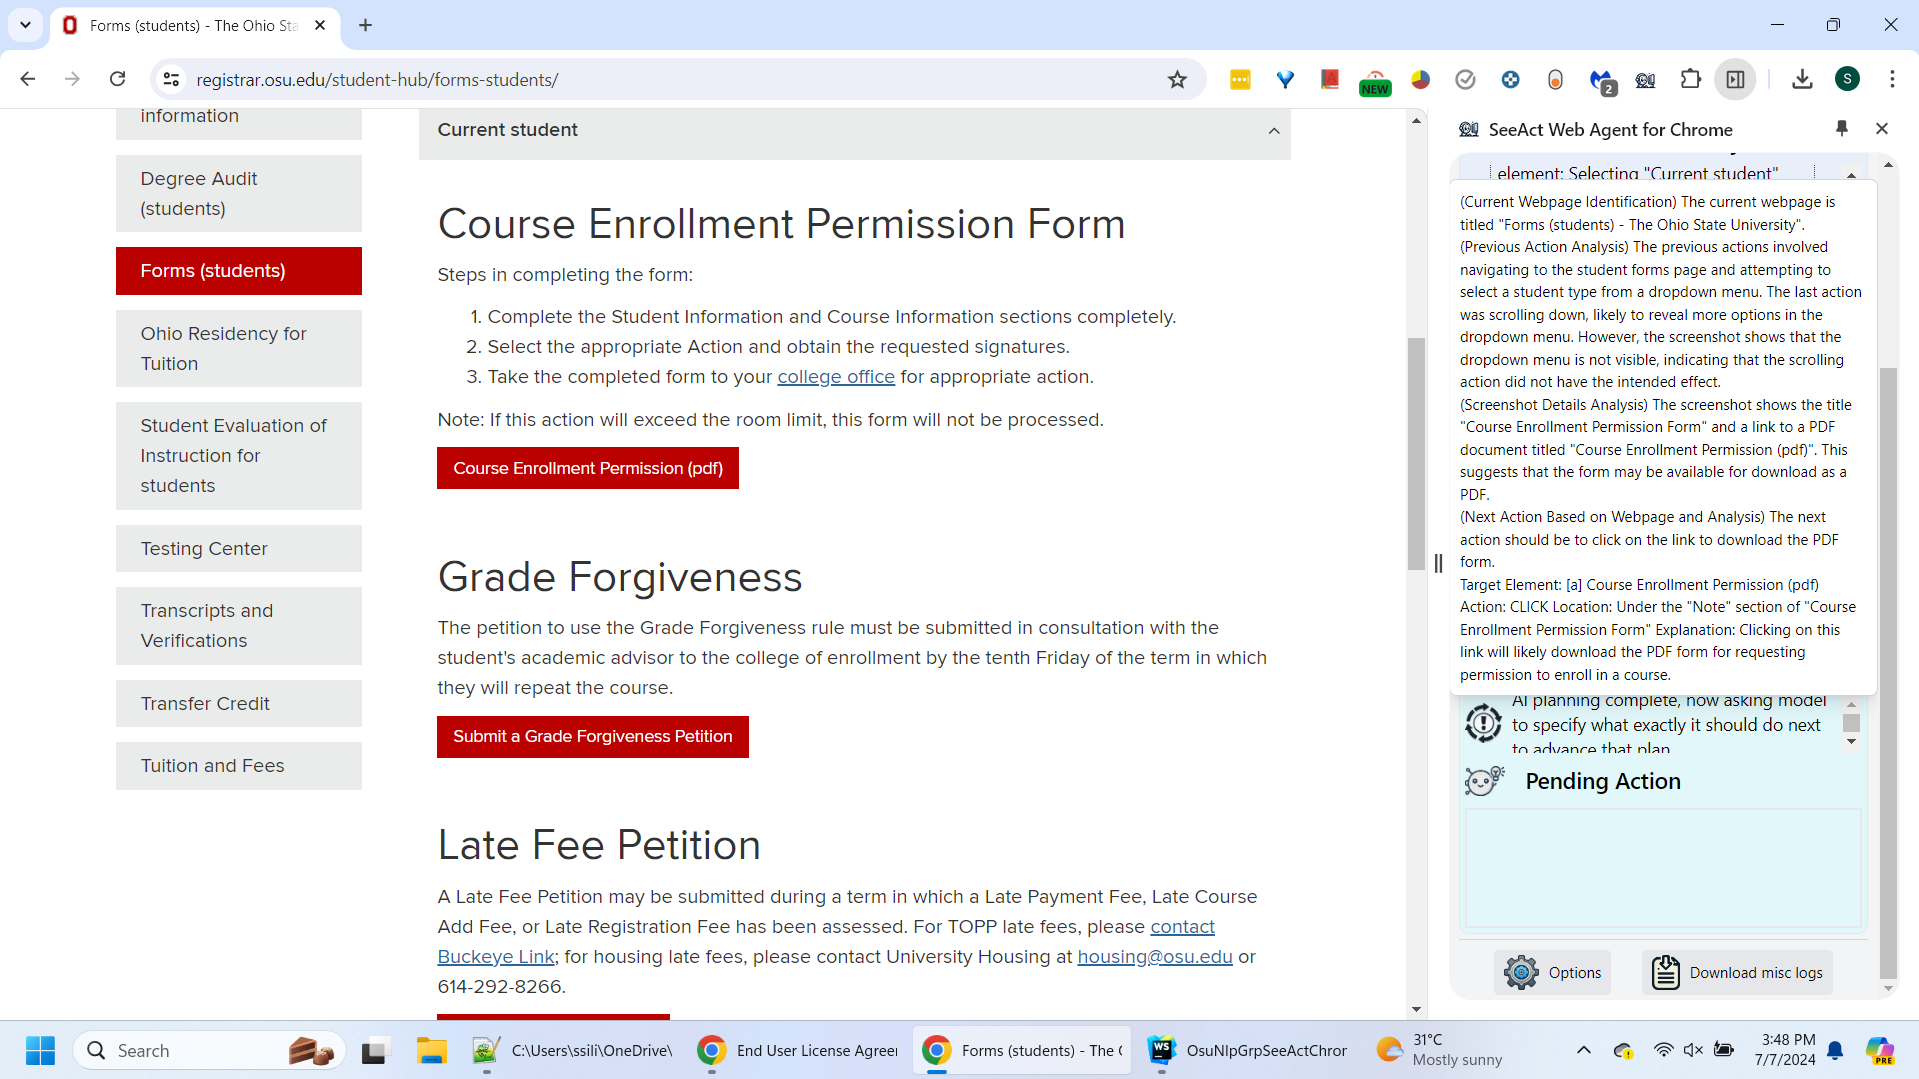 Forms (students) - The Ohio Sta
registrar.osu.edu/student-hub/forms-students/
NEW
2
S
information
Degree Audit
(students)
Forms (students)
Ohio Residency for
Tuition
Student Evaluation of
Instruction for
students
Testing Center
Transcripts and
Verifications
Transfer Credit
Tuition and Fees
Current student
Course Enrollment Permission Form
Steps in completing the form:
1. Complete the Student Information and Course Information sections completely.
2. Select the appropriate Action and obtain the requested signatures.
3. Take the completed form to your college office for appropriate action.
Note: If this action will exceed the room limit, this form will not be processed.
Course Enrollment Permission (pdf)
Grade Forgiveness
The petition to use the Grade Forgiveness rule must be submitted in consultation with the
student's academic advisor to the college of enrollment by the tenth Friday of the term in which
they will repeat the course.
Submit a Grade Forgiveness Petition
Late Fee Petition
A Late Fee Petition may be submitted during a term in which a Late Payment Fee, Late Course
Add Fee, or Late Registration Fee has been assessed. For TOPP late fees, please contact
Buckeye Link; for housing late fees, please contact University Housing at housing@osu.edu or
614-292-8266.
SeeAct Web Agent for Chrome
element: Selecting "Current student"
(Current Webpage Identification) The current webpage is
titled "Forms (students) - The Ohio State University".
(Previous Action Analysis) The previous actions involved
navigating to the student forms page and attempting to
select a student type from a dropdown menu. The last action
was scrolling down, likely to reveal more options in the
dropdown menu. However, the screenshot shows that the
dropdown menu is not visible, indicating that the scrolling
action did not have the intended effect.
(Screenshot Details Analysis) The screenshot shows the title
"Course Enrollment Permission Form" and a link to a PDF
document titled "Course Enrollment Permission (pdf)". This
suggests that the form may be available for download as a
PDF.
(Next Action Based on Webpage and Analysis) The next
action should be to click on the link to download the PDF
form.
Target Element: [a] Course Enrollment Permission (pdf)
Action: CLICK Location: Under the "Note" section of "Course
Enrollment Permission Form" Explanation: Clicking on this
link will likely download the PDF form for requesting
permission to enroll in a course.
AI planning complete, now asking model
to specify what exactly it should do next
to advance that plan
Pending Action
Options
Download misc logs
Search
C:\Users\ssili\OneDrive\
End User License Agreer
Forms (students) - The O
WS
OsuNlpGrpSeeActChror
31°C
Mostly sunny
3:48 PM
7/7/2024
PRE